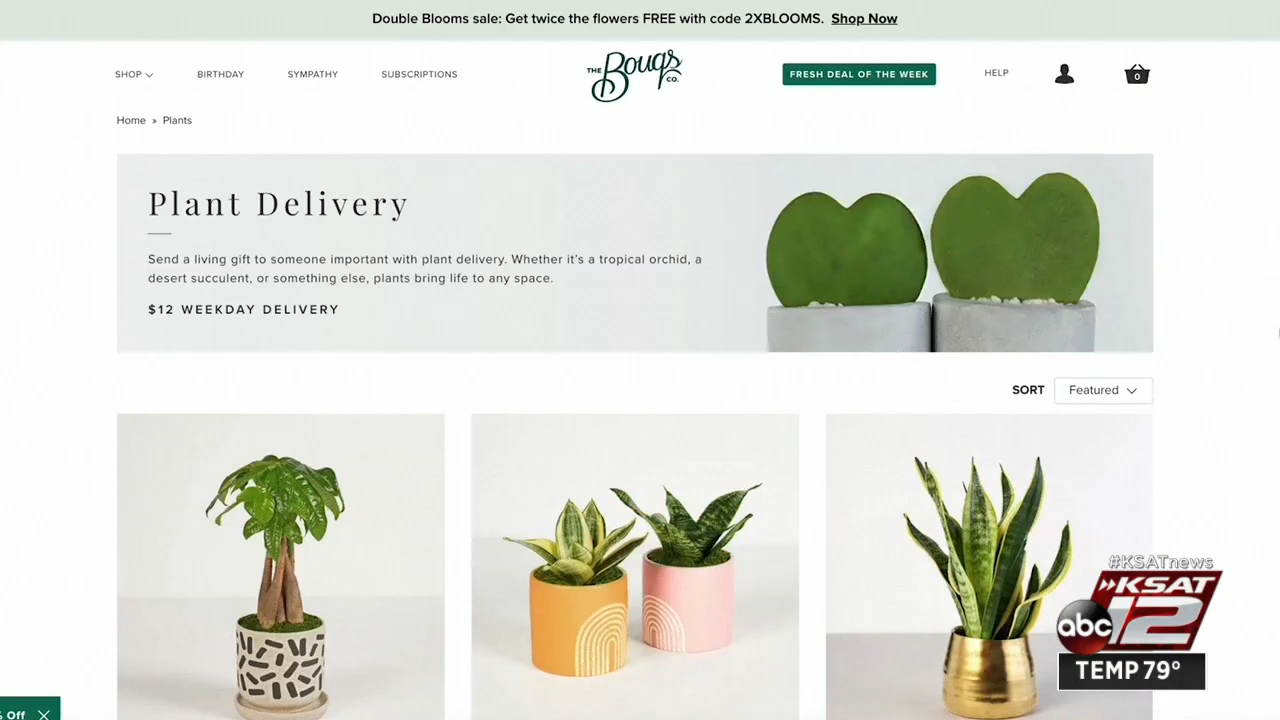 Double Blooms sale: Get twice the flowers FREE with code 2XBLOOMS. Shop Now
SHOP
BIRTHDAY
SYMPATHY
SUBSCRIPTIONS
THE Bouqs CO.
FRESH DEAL OF THE WEEK
HELP
0
Home » Plants
Plant Delivery
Send a living gift to someone important with plant delivery. Whether it's a tropical orchid, a
desert succulent, or something else, plants bring life to any space.
$12 WEEKDAY DELIVERY
SORT
Featured
#KSATnews
KSAT
abc
12
TEMP 79°
% Off